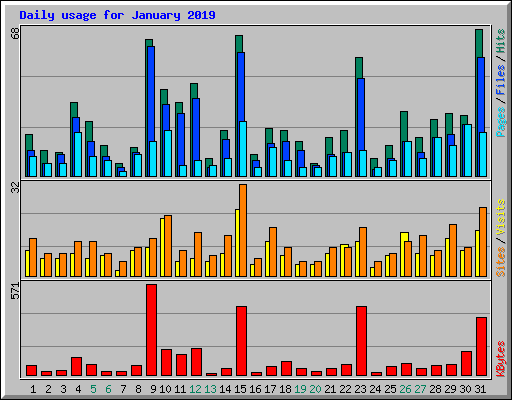 Daily usage for January 2019
68
32
571
Pages / Files / Hits
Sites / Visits
KBytes
1 2 3 4 5 6 7 8 9 10 11 12 13 14 15 16 17 18 19 20 21 22 23 24 25 26 27 28 29 30 31